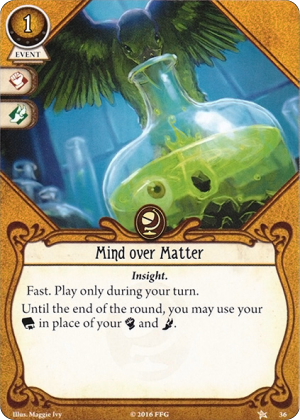 1
EVENT
Mind over Matter
Insight.
Fast. Play only during your turn.
Until the end of the round, you may use your
in place of your and .
Illus. Maggie Ivy
© 2016 FFG
36